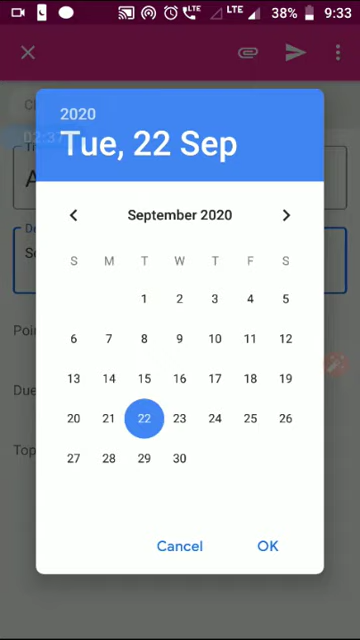 LTE LTE 38% 9:33
2020
02:37
Tue, 22 Sep
September 2020
S M T W T F S
1 2 3 4 5
6 7 8 9 10 11 12
13 14 15 16 17 18 19
20 21 22 23 24 25 26
27 28 29 30
Cancel OK